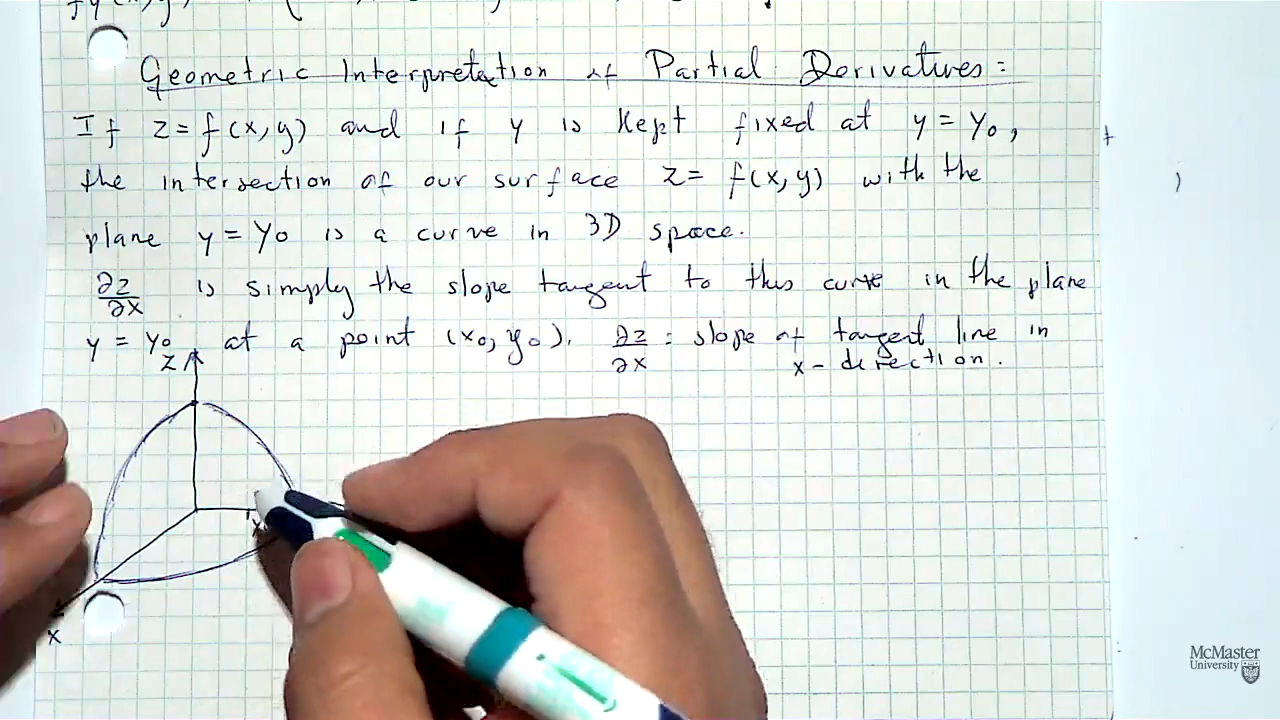 Geometric Interpretation of Partial Derivatives:
If z = f(x,y) and if y is kept fixed at y = y₀,
the intersection of our surface z = f(x,y) with the
plane y = y₀ is a curve in 3D space.
∂z/∂x is simply the slope tangent to this curve in the plane
y = y₀ at a point (x₀, y₀). ∂z/∂x = slope of tangent line in
x-direction.
z
x
McMaster
University